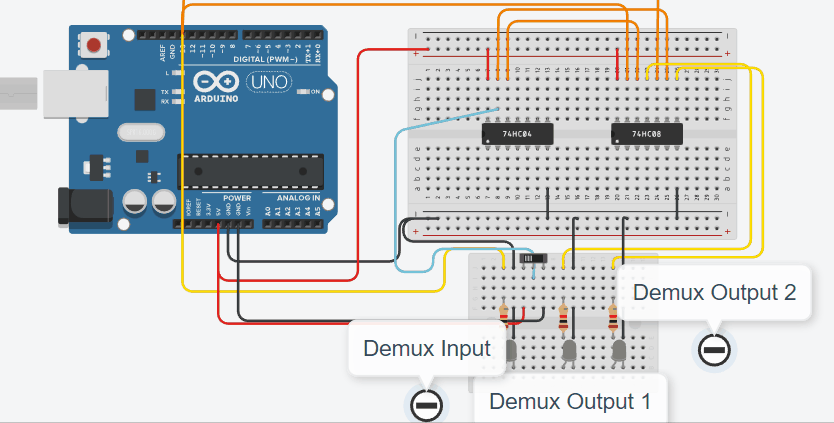 L
TX
RX
AREF
GND
13
12
~11
~10
~9
8
7
~6
~5
4
~3
2
TX→1
RX←0
DIGITAL (PWM~)
UNO
ARDUINO
ON
POWER
ANALOG IN
IOREF
RESET
3.3V
5V
GND
GND
Vin
A0
A1
A2
A3
A4
A5
74HC04
74HC08
Demux Output 2
Demux Input
Demux Output 1